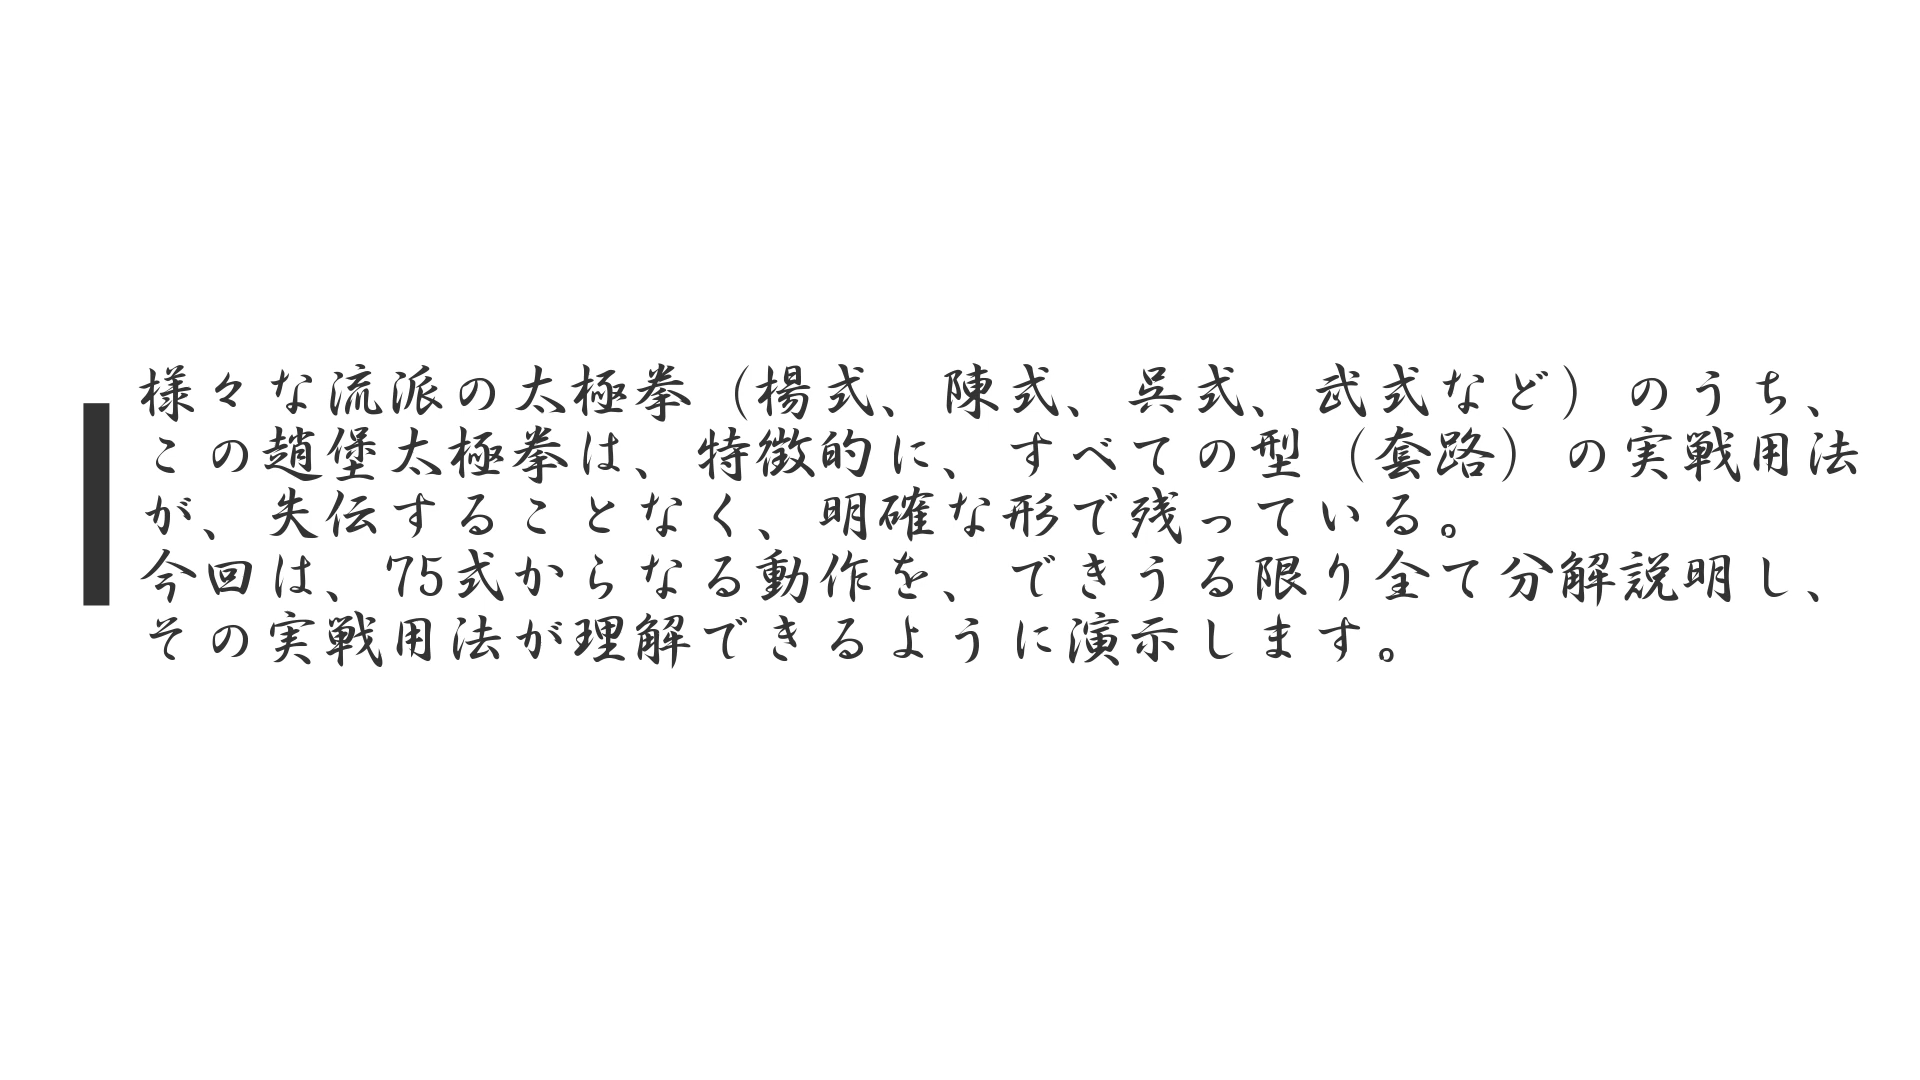 様々な流派の太極拳（楊式、陳式、呉式、武式など）のうち、
この趙堡太極拳は、特徴的に、すべての型（套路）の実戦用法
が、失伝することなく、明確な形で残っている。
今回は、75式からなる動作を、できうる限り全て分解説明し、
その実戦用法が理解できるように演示します。